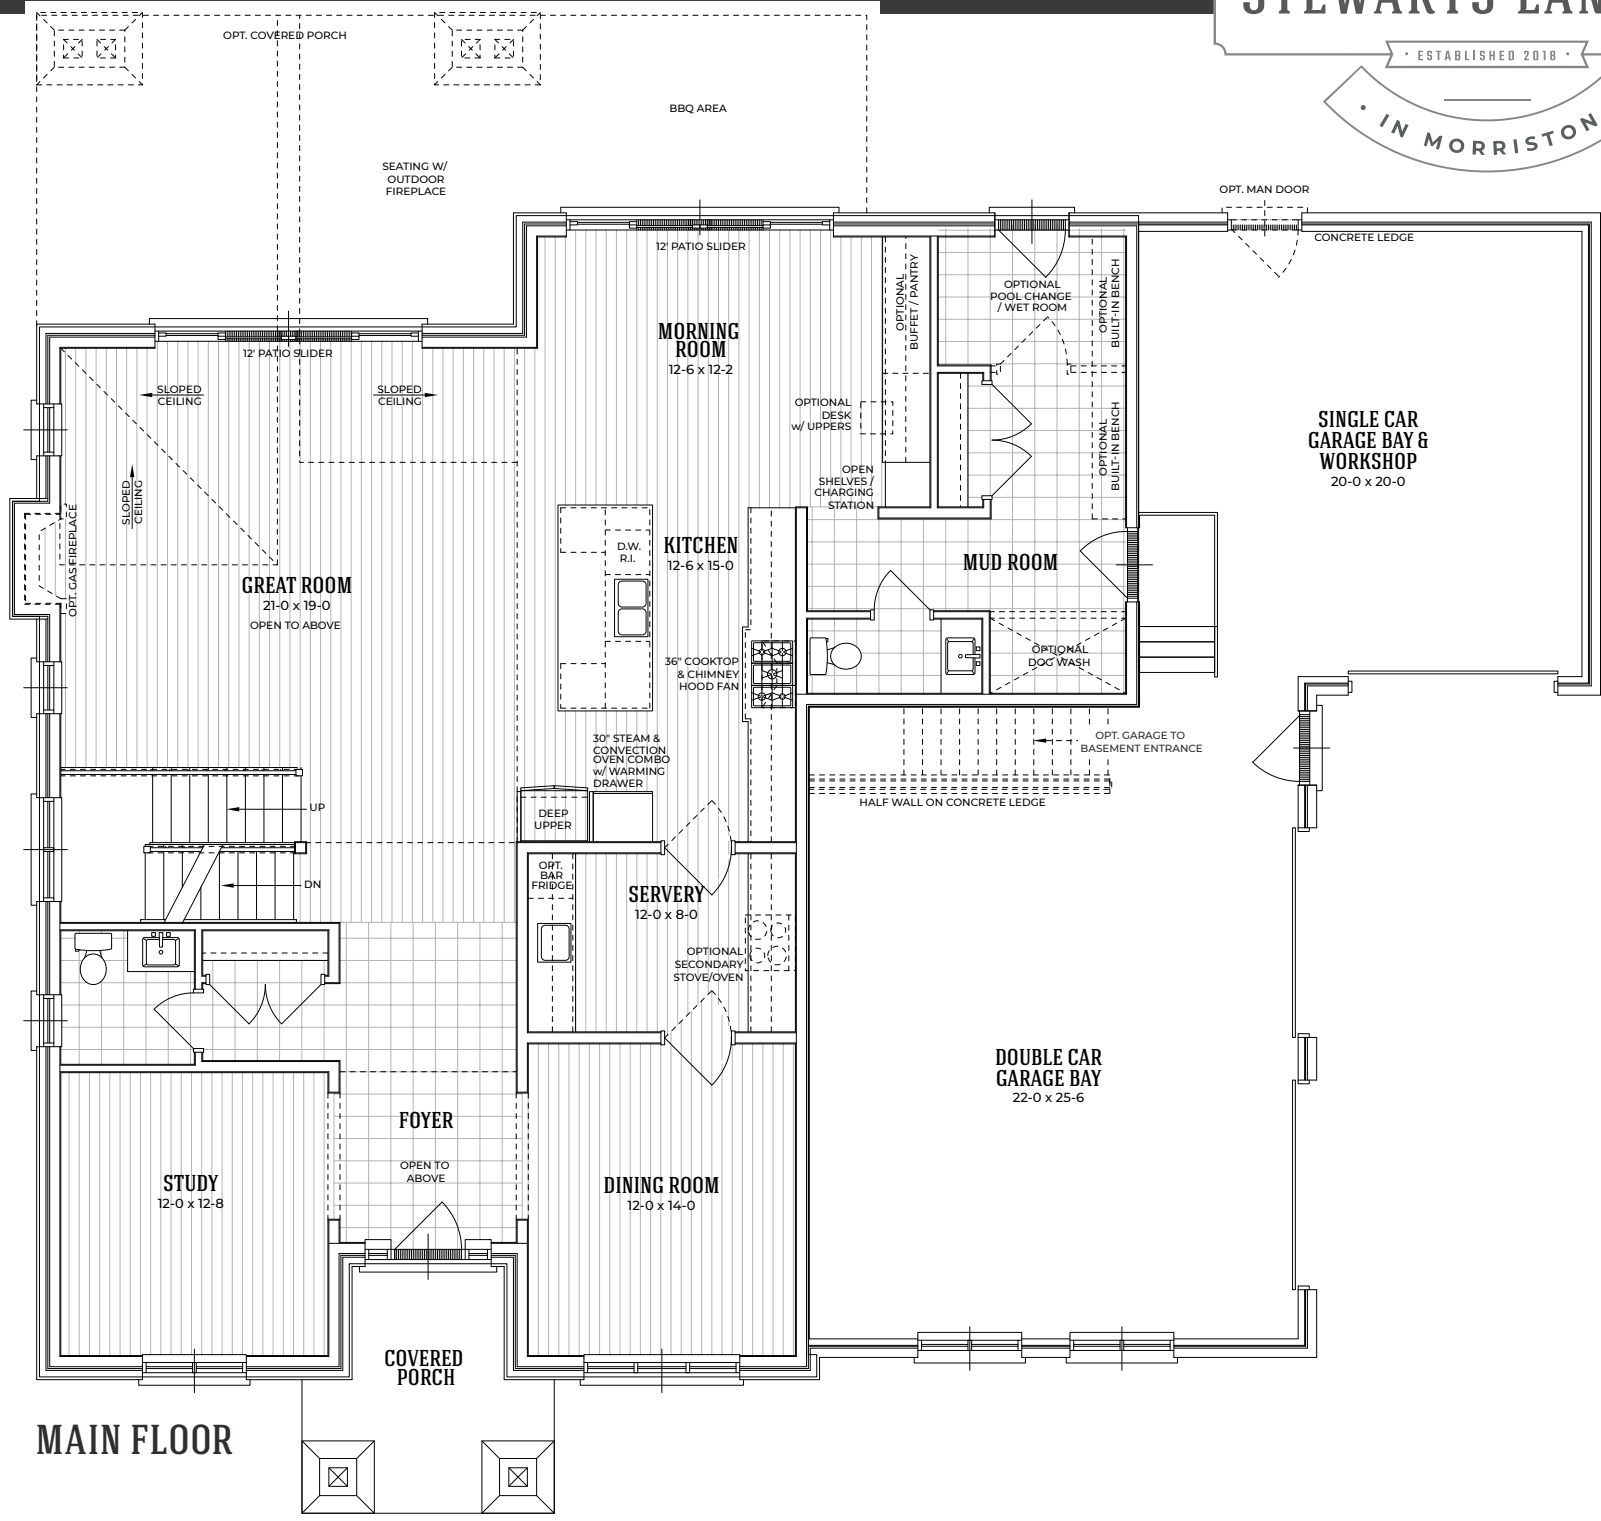 ESTABLISHED 2018
• IN MORRISTON
OPT. COVERED PORCH
BBQ AREA
SEATING W/
OUTDOOR
FIREPLACE
OPT. MAN DOOR
CONCRETE LEDGE
12' PATIO SLIDER
MORNING
ROOM
12-6 x 12-2
OPTIONAL
BUFFET / PANTRY
OPTIONAL
POOL CHANGE
/ WET ROOM
OPTIONAL
BUILT-IN BENCH
12' PATIO SLIDER
SLOPED
CEILING
SLOPED
CEILING
SLOPED
CEILING
OPTIONAL
DESK
w/ UPPERS
OPTIONAL
BUILT-IN BENCH
SINGLE CAR
GARAGE BAY &
WORKSHOP
20-0 x 20-0
OPEN
SHELVES /
CHARGING
STATION
OPT. GAS FIREPLACE
GREAT ROOM
21-0 x 19-0
OPEN TO ABOVE
D.W.
R.I.
KITCHEN
12-6 x 15-0
MUD ROOM
36" COOKTOP
& CHIMNEY
HOOD FAN
OPTIONAL
DOG WASH
30" STEAM &
CONVECTION
OVEN COMBO
w/ WARMING
DRAWER
OPT. GARAGE TO
BASEMENT ENTRANCE
HALF WALL ON CONCRETE LEDGE
UP
DN
DEEP
UPPER
OPT.
BAR
FRIDGE
SERVERY
12-0 x 8-0
OPTIONAL
SECONDARY
STOVE/OVEN
DOUBLE CAR
GARAGE BAY
22-0 x 25-6
FOYER
OPEN TO
ABOVE
STUDY
12-0 x 12-8
DINING ROOM
12-0 x 14-0
COVERED
PORCH
MAIN FLOOR